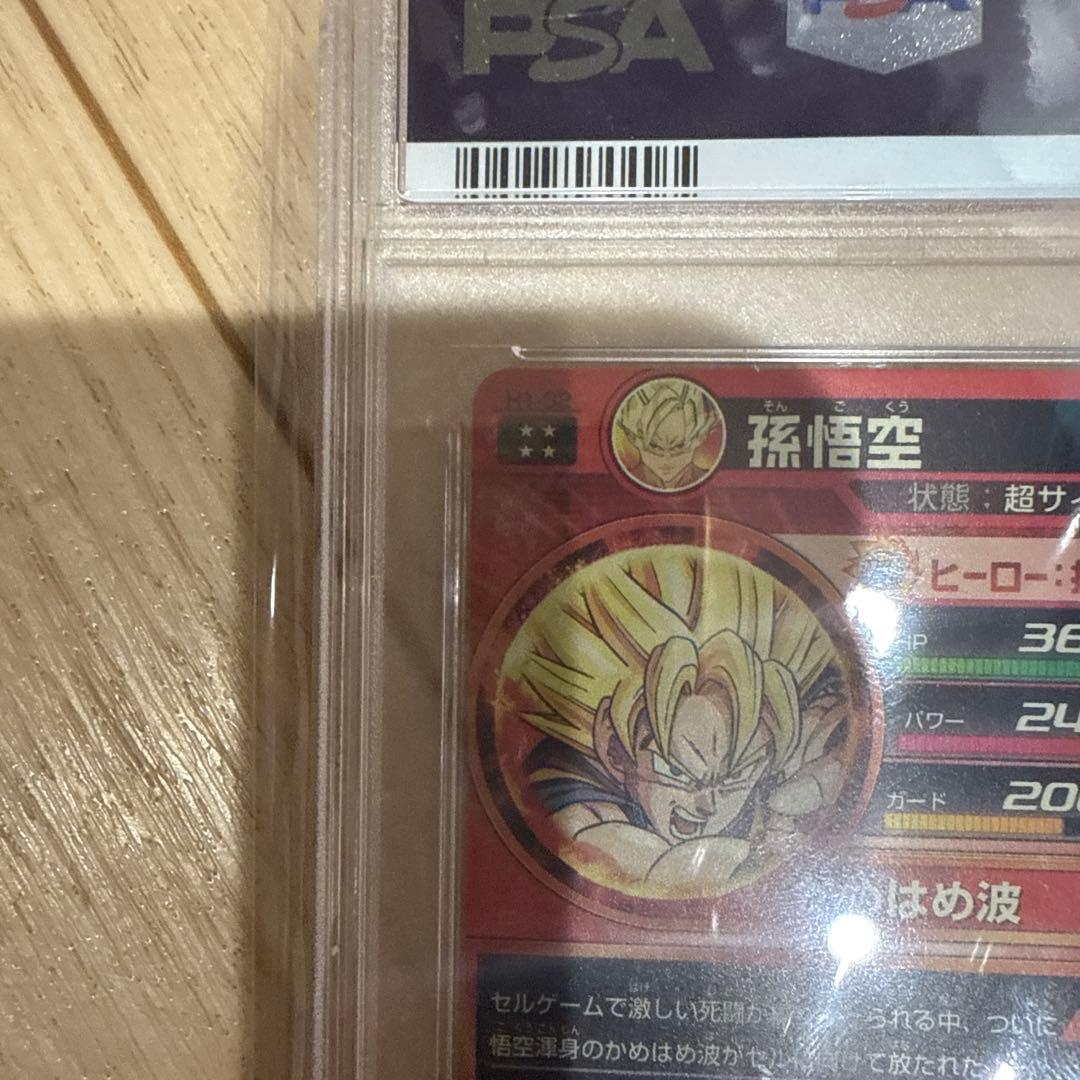 PSA
PSA
H1-
そん ご くう
孫悟空
状態：超サイ
ヒーロー：
HP 36
パワー 24
ガード 200
はめ波
セルゲームで激しい死闘が
られる中、ついに
悟空渾身のかめはめ波がセル
て放たれた